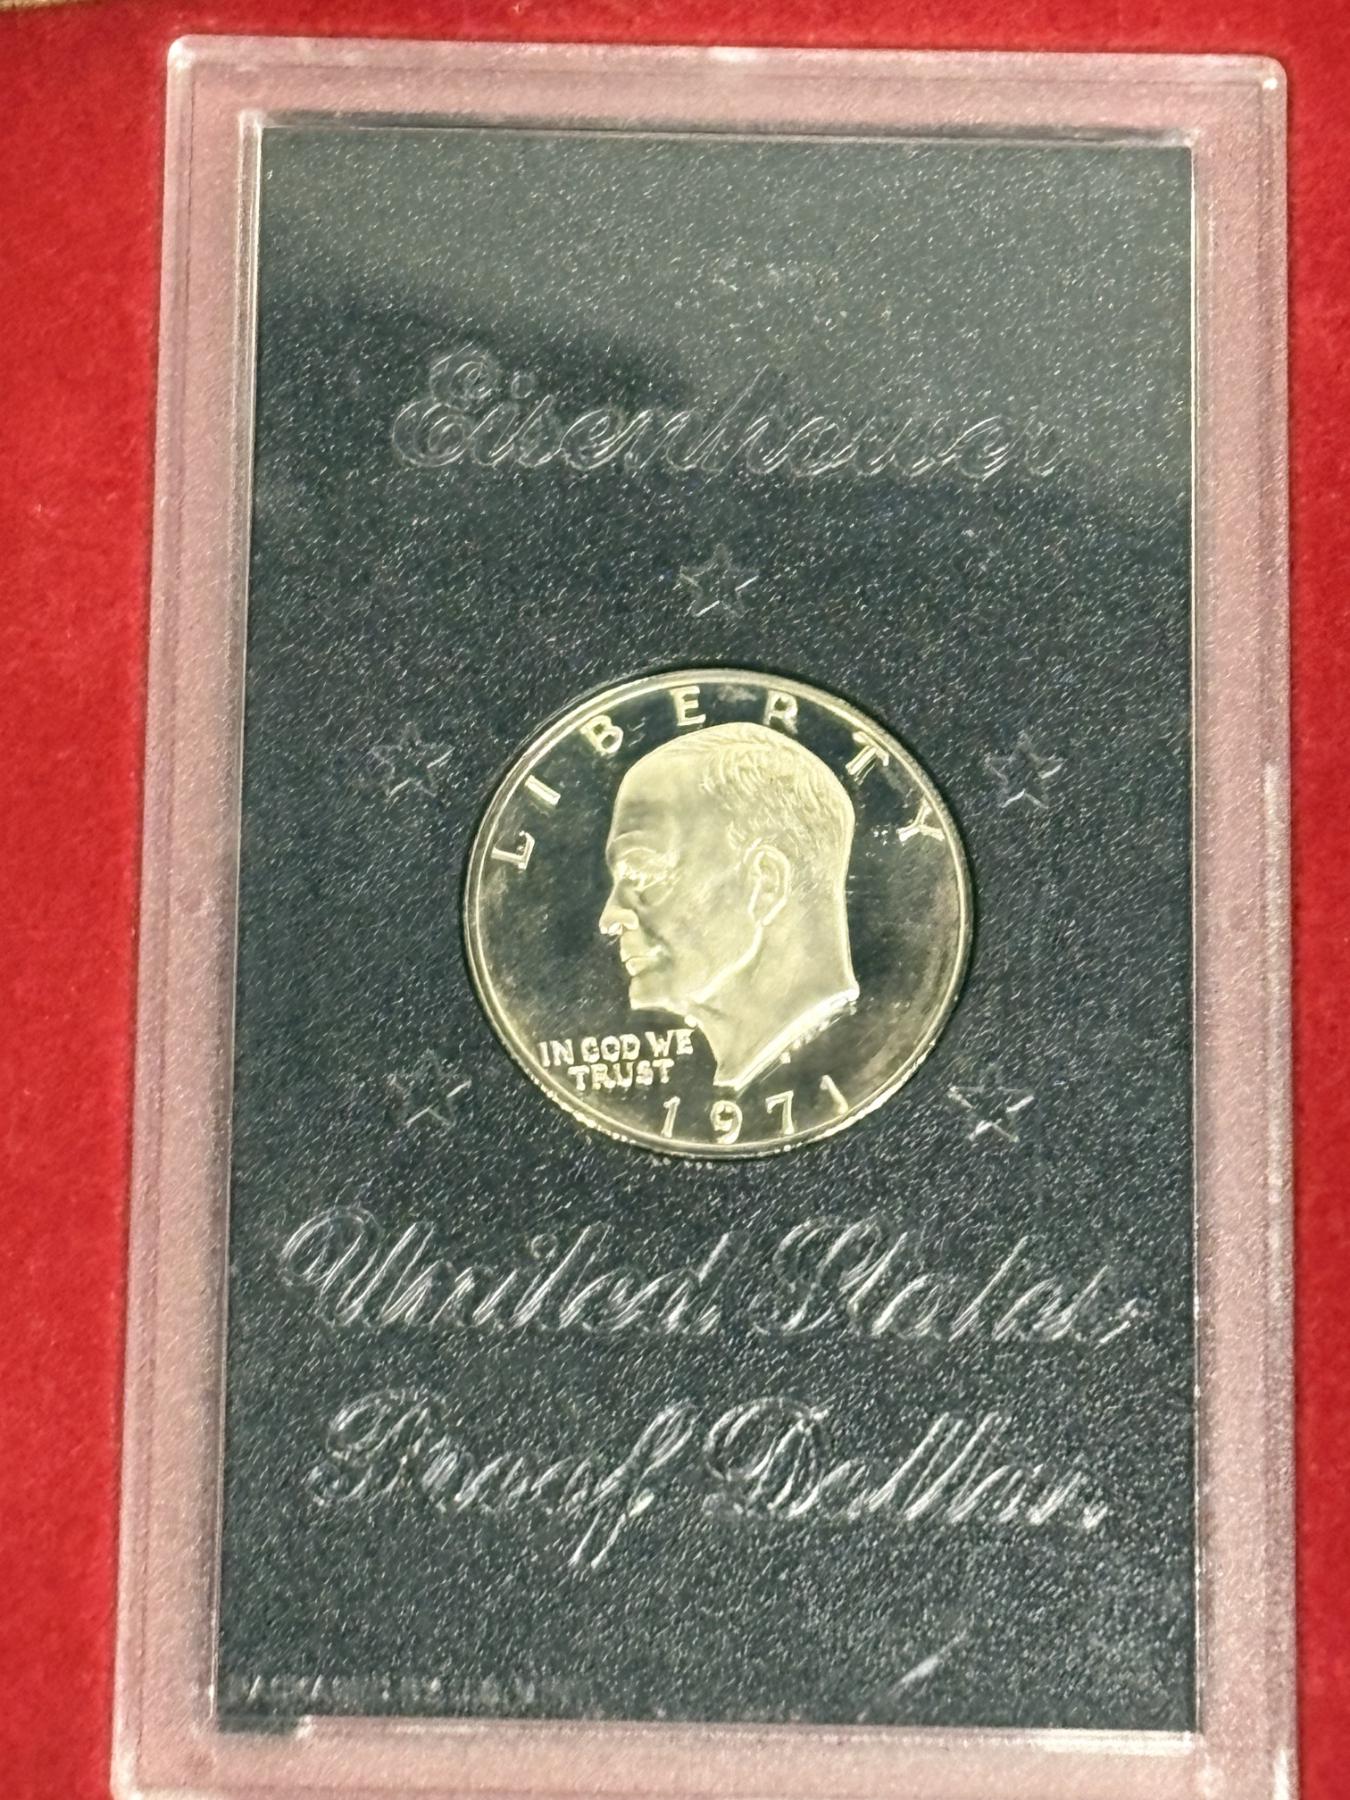 Eisenhower
LIBERTY
IN GOD WE
TRUST
1971
United States
Proof Dollar